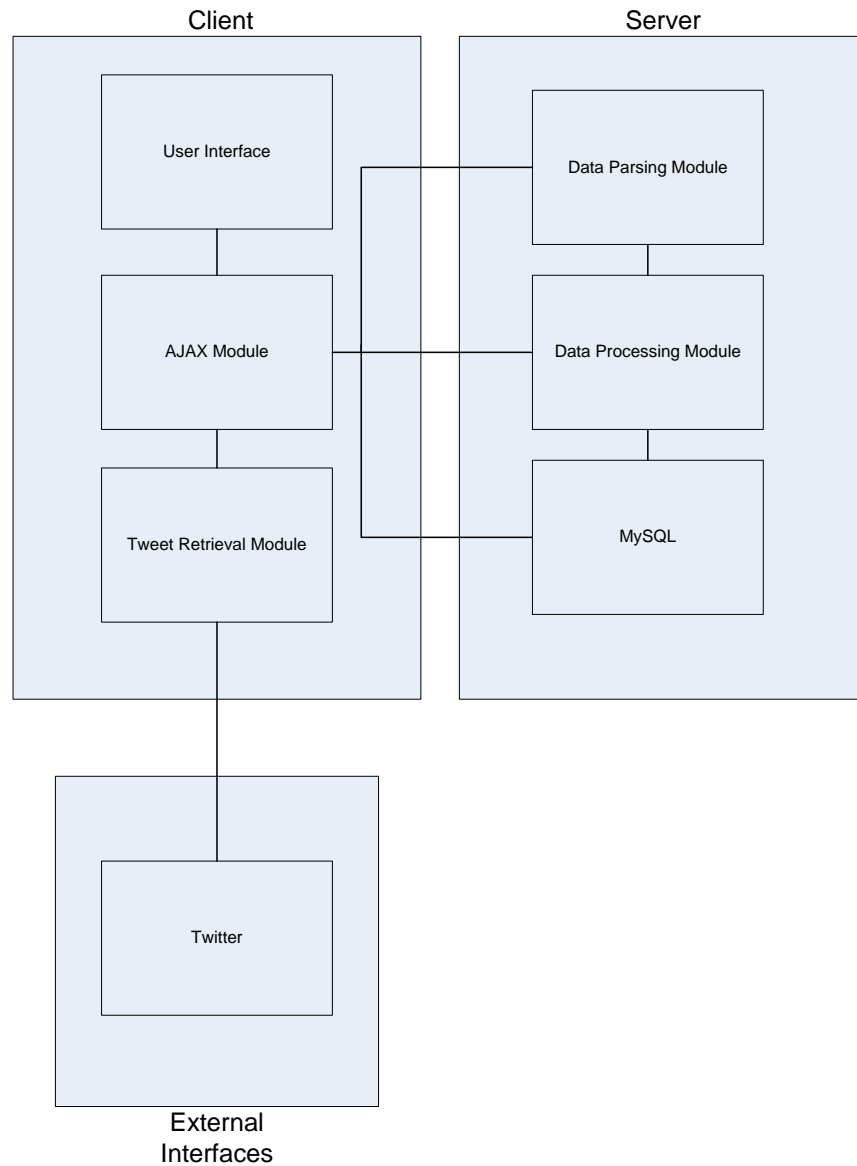 Client
User Interface
AJAX Module
Tweet Retrieval Module
Server
Data Parsing Module
Data Processing Module
MySQL
Twitter
External
Interfaces